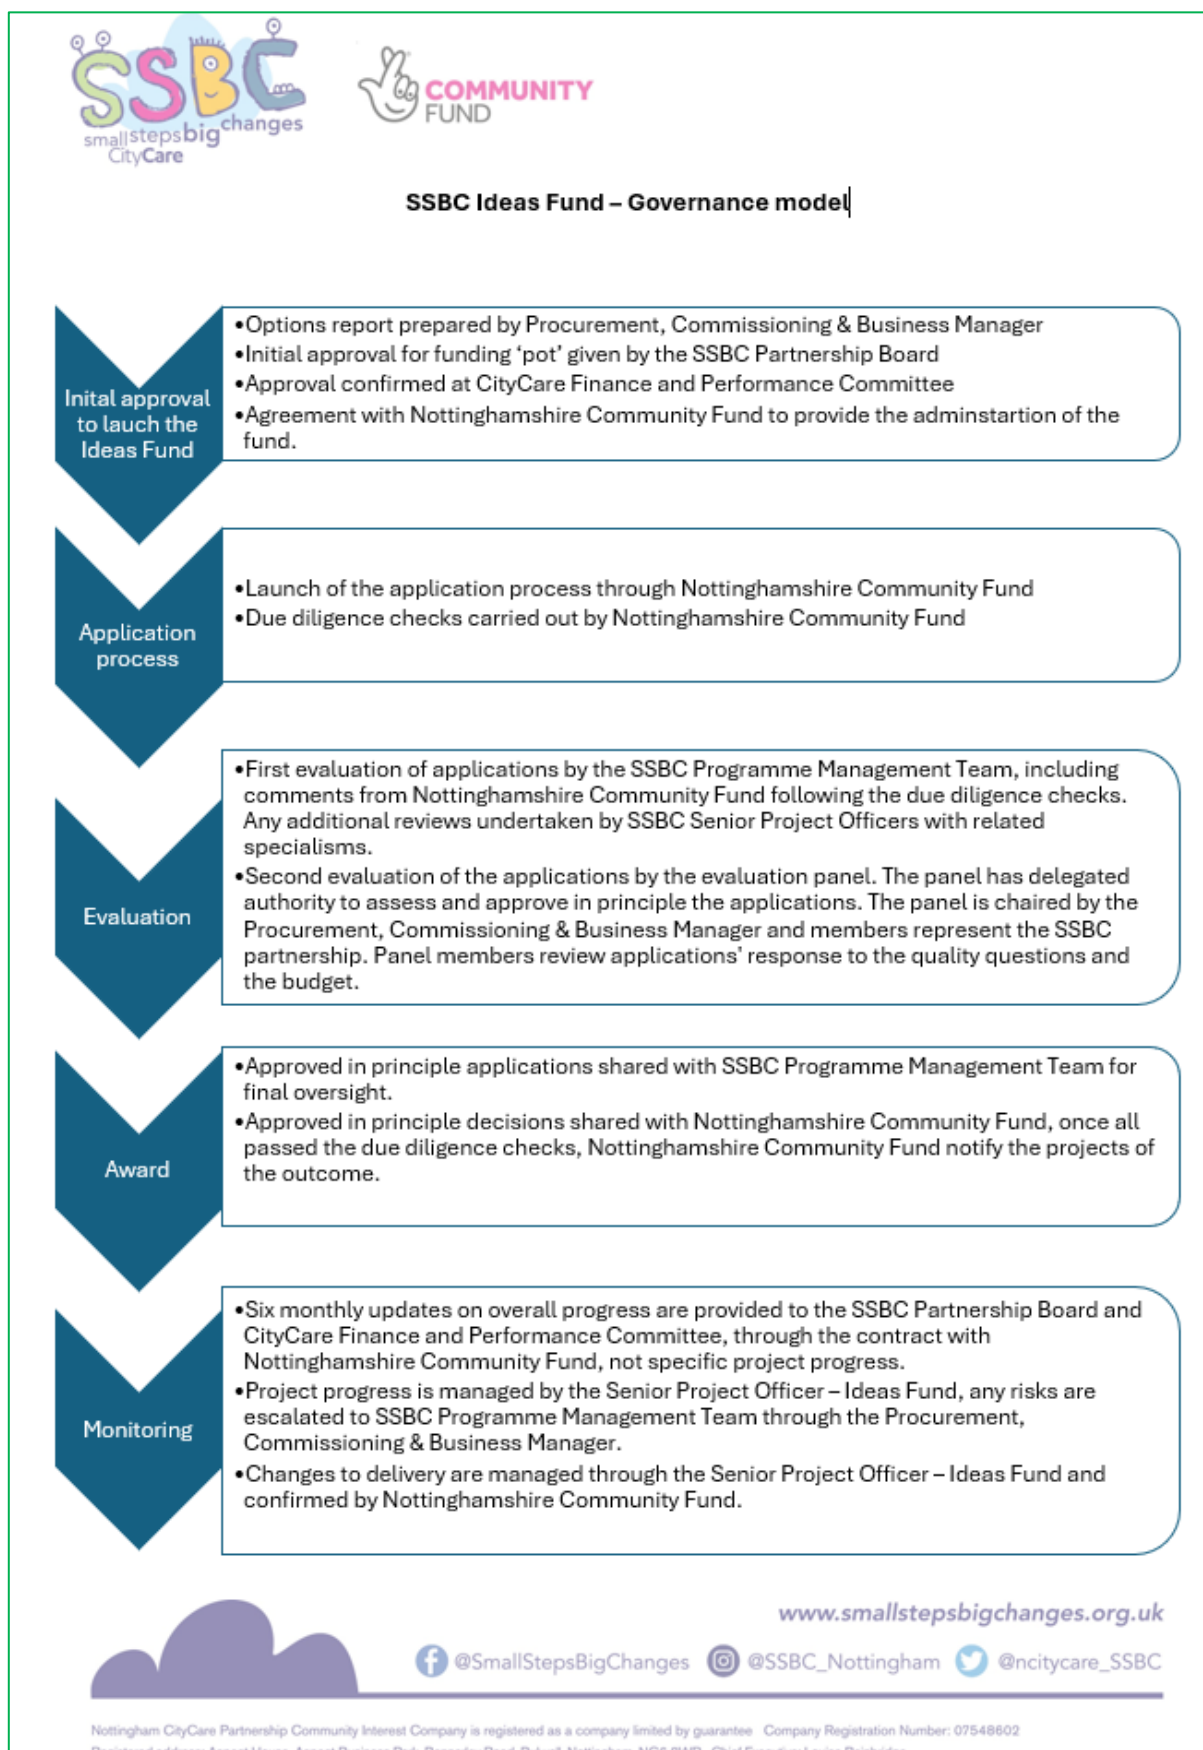 SSBC
smallstepsbigchanges
CityCare
COMMUNITY
FUND
SSBC Ideas Fund – Governance model
Inital approval
to lauch the
Ideas Fund
•Options report prepared by Procurement, Commissioning & Business Manager
•Initial approval for funding ‘pot’ given by the SSBC Partnership Board
•Approval confirmed at CityCare Finance and Performance Committee
•Agreement with Nottinghamshire Community Fund to provide the adminstartion of the
fund.
Application
process
•Launch of the application process through Nottinghamshire Community Fund
•Due diligence checks carried out by Nottinghamshire Community Fund
Evaluation
•First evaluation of applications by the SSBC Programme Management Team, including
comments from Nottinghamshire Community Fund following the due diligence checks.
Any additional reviews undertaken by SSBC Senior Project Officers with related
specialisms.
•Second evaluation of the applications by the evaluation panel. The panel has delegated
authority to assess and approve in principle the applications. The panel is chaired by the
Procurement, Commissioning & Business Manager and members represent the SSBC
partnership. Panel members review applications' response to the quality questions and
the budget.
Award
•Approved in principle applications shared with SSBC Programme Management Team for
final oversight.
•Approved in principle decisions shared with Nottinghamshire Community Fund, once all
passed the due diligence checks, Nottinghamshire Community Fund notify the projects of
the outcome.
Monitoring
•Six monthly updates on overall progress are provided to the SSBC Partnership Board and
CityCare Finance and Performance Committee, through the contract with
Nottinghamshire Community Fund, not specific project progress.
•Project progress is managed by the Senior Project Officer – Ideas Fund, any risks are
escalated to SSBC Programme Management Team through the Procurement,
Commissioning & Business Manager.
•Changes to delivery are managed through the Senior Project Officer – Ideas Fund and
confirmed by Nottinghamshire Community Fund.
www.smallstepsbigchanges.org.uk
@SmallStepsBigChanges @SSBC_Nottingham @ncitycare_SSBC
Nottingham CityCare Partnership Community Interest Company is registered as a company limited by guarantee Company Registration Number: 07548602